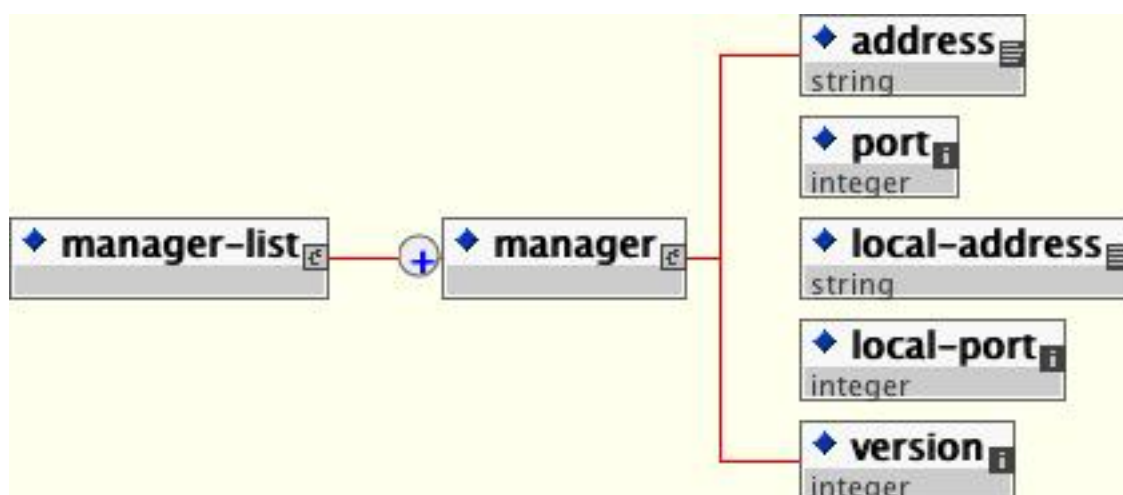 manager-list
manager
address
string
port
integer
local-address
string
local-port
integer
version
integer